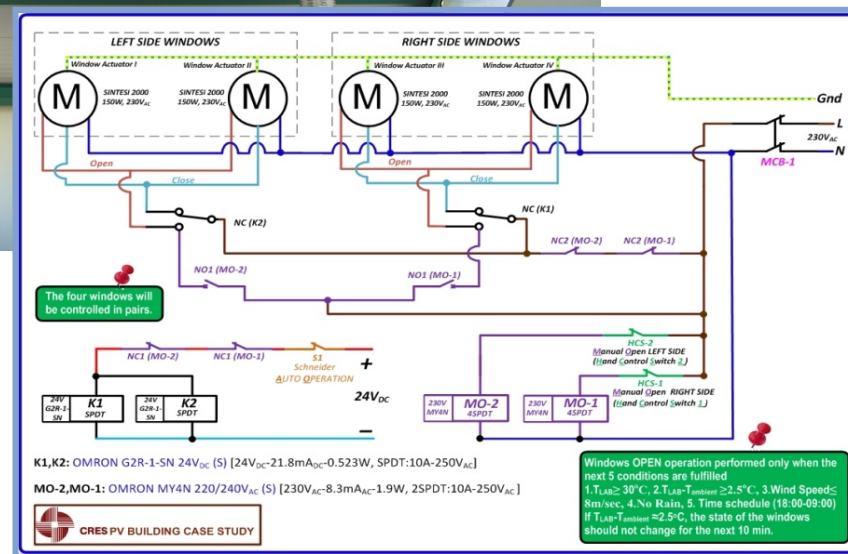 LEFT SIDE WINDOWS
RIGHT SIDE WINDOWS
Window Actuator I
Window Actuator II
Window Actuator III
Window Actuator IV
M
SINTESI 2000
150W, 230VAC
M
SINTESI 2000
150W, 230VAC
M
SINTESI 2000
150W, 230VAC
M
SINTESI 2000
150W, 230VAC
Gnd
L
230VAC
N
MCB-1
Open
Close
Open
Close
NC (K2)
NC (K1)
NC2 (MO-2)
NC2 (MO-1)
NO1 (MO-2)
NO1 (MO-1)
The four windows will
be controlled in pairs.
NC1 (MO-2)
NC1 (MO-1)
S1
Schneider
AUTO OPERATION
+
24VDC
–
24V
G2R-1-
SN
K1
SPDT
24V
G2R-1-
SN
K2
SPDT
HCS-2
Manual Open LEFT SIDE
(Hand Control Switch 2 )
HCS-1
Manual Open RIGHT SIDE
(Hand Control Switch 1 )
230V
MY4N
MO-2
4SPDT
230V
MY4N
MO-1
4SPDT
K1,K2: OMRON G2R-1-SN 24VDC (S) [24VDC-21.8mADC-0.523W, SPDT:10A-250VAC]
MO-2,MO-1: OMRON MY4N 220/240VAC (S) [230VAC-8.3mAAC-1.9W, 2SPDT:10A-250VAC ]
Windows OPEN operation performed only when the
next 5 conditions are fulfilled
1.TLAB≥ 30°C, 2.TLAB-Tambient ≥2.5°C, 3.Wind Speed≤
8m/sec, 4.No Rain, 5. Time schedule (18:00-09:00)
If TLAB-Tambient ≈2.5°C, the state of the windows
should not change for the next 10 min.
CRES PV BUILDING CASE STUDY